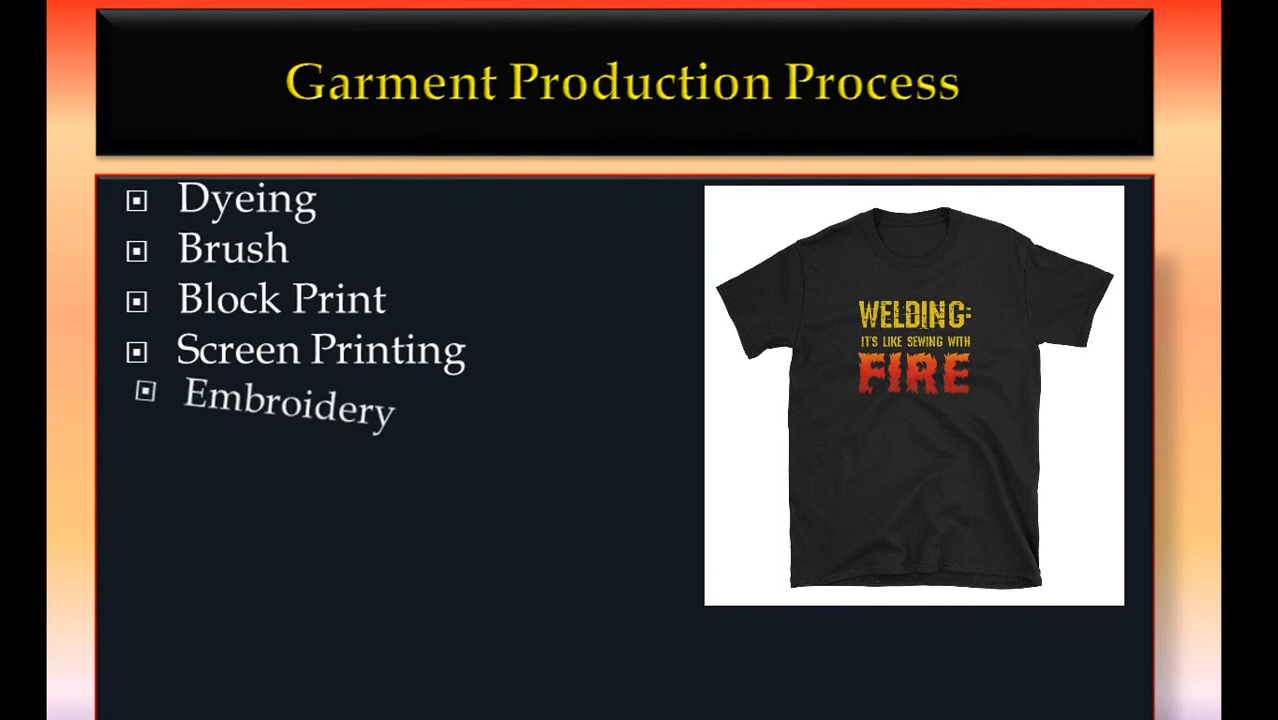 Garment Production Process
Dyeing
Brush
Block Print
Screen Printing
Embroidery
WELDING:
IT'S LIKE SEWING WITH
FIRE